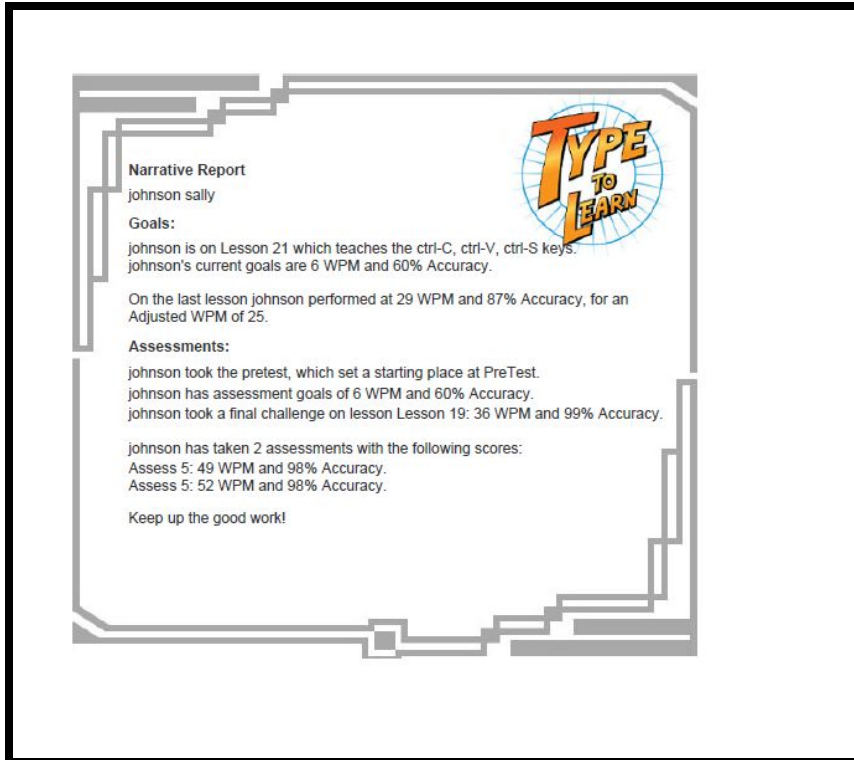 TYPE
TO
LEARN
Narrative Report
johnson sally
Goals:
johnson is on Lesson 21 which teaches the ctrl-C, ctrl-V, ctrl-S keys.
johnson's current goals are 6 WPM and 60% Accuracy.
On the last lesson johnson performed at 29 WPM and 87% Accuracy, for an
Adjusted WPM of 25.
Assessments:
johnson took the pretest, which set a starting place at PreTest.
johnson has assessment goals of 6 WPM and 60% Accuracy.
johnson took a final challenge on lesson Lesson 19: 36 WPM and 99% Accuracy.
johnson has taken 2 assessments with the following scores:
Assess 5: 49 WPM and 98% Accuracy.
Assess 5: 52 WPM and 98% Accuracy.
Keep up the good work!